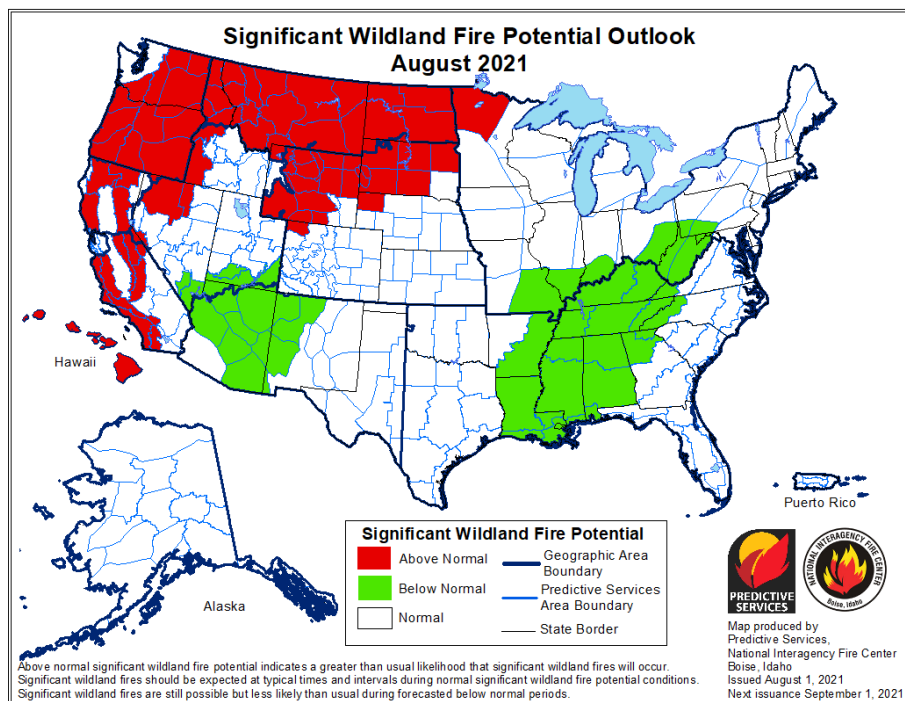 Significant Wildland Fire Potential Outlook
August 2021
Hawaii
Alaska
Puerto Rico
Significant Wildland Fire Potential
Above Normal
Below Normal
Normal
Geographic Area
Boundary
Predictive Services
Area Boundary
State Border
PREDICTIVE
SERVICES
NATIONAL INTERAGENCY FIRE CENTER
Boise, Idaho
Map produced by
Predictive Services,
National Interagency Fire Center
Boise, Idaho
Issued August 1, 2021
Next issuance September 1, 2021
Above normal significant wildland fire potential indicates a greater than usual likelihood that significant wildland fires will occur.
Significant wildland fires should be expected at typical times and intervals during normal significant wildland fire potential conditions.
Significant wildland fires are still possible but less likely than usual during forecasted below normal periods.